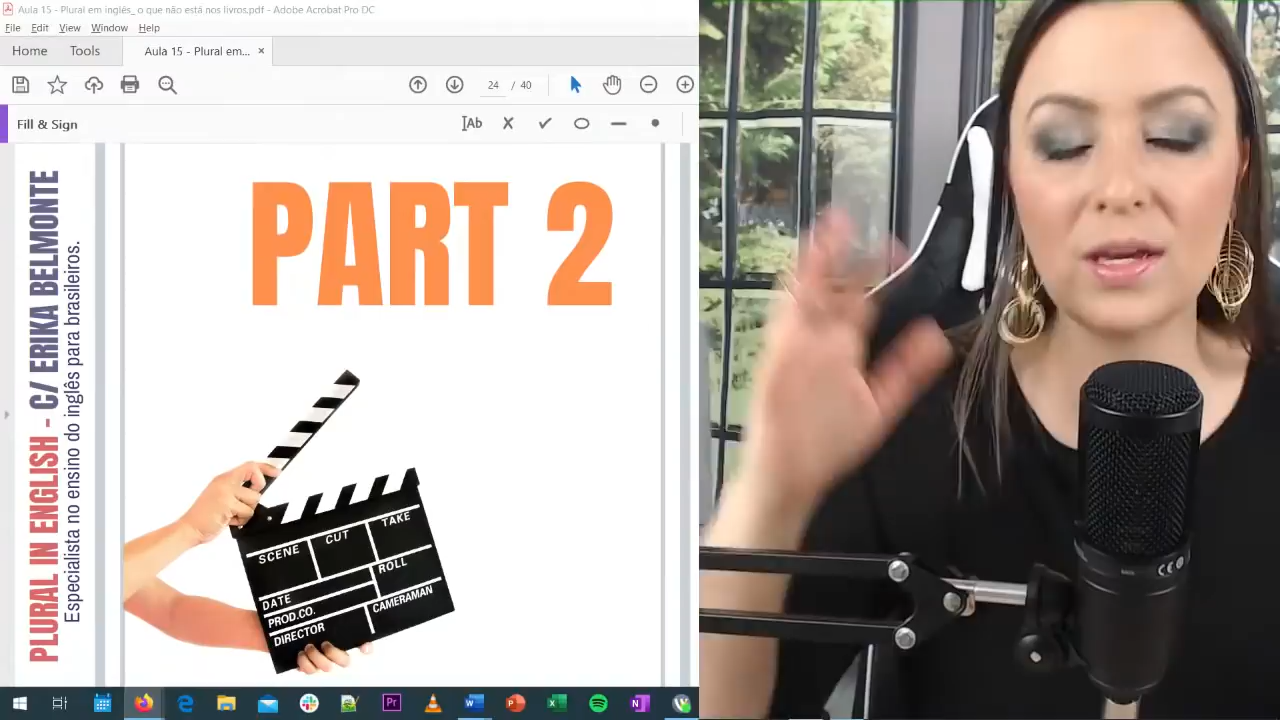 Aula 15 - Plural em inglês_ o que não está nos livros.pdf - Adobe Acrobat Pro DC
File Edit View Window Help
Home Tools Aula 15 - Plural em... ×
24 / 40
Fill & Sign
IAb
PLURAL IN ENGLISH - C/ ERIKA BELMONTE
Especialista no ensino do inglês para brasileiros.
PART 2
SCENE CUT TAKE
ROLL
DATE
PROD.CO. CAMERAMAN
DIRECTOR
CE